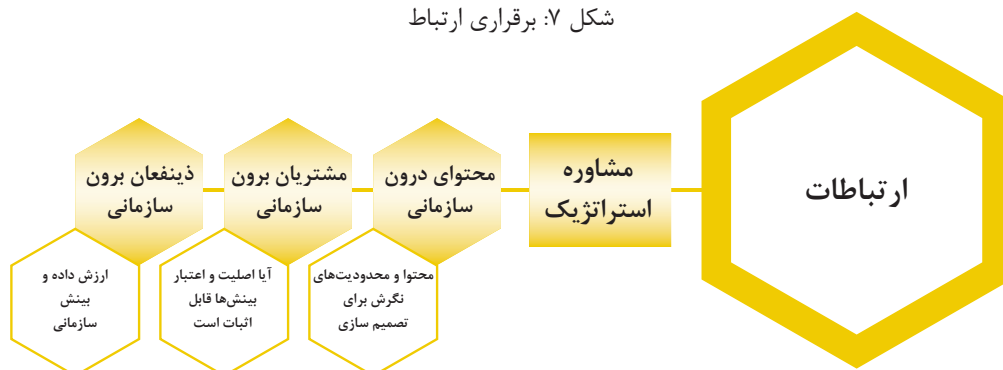 شکل ۷: برقراری ارتباط
ارتباطات
مشاوره
استراتژیک
محتوای درون
سازمانی
محتوا و محدودیت‌های
نگرش برای
تصمیم سازی
مشتریان برون
سازمانی
آیا اصلیت و اعتبار
بینش‌ها قابل
اثبات است
ذینفعان برون
سازمانی
ارزش داده و
بینش
سازمانی